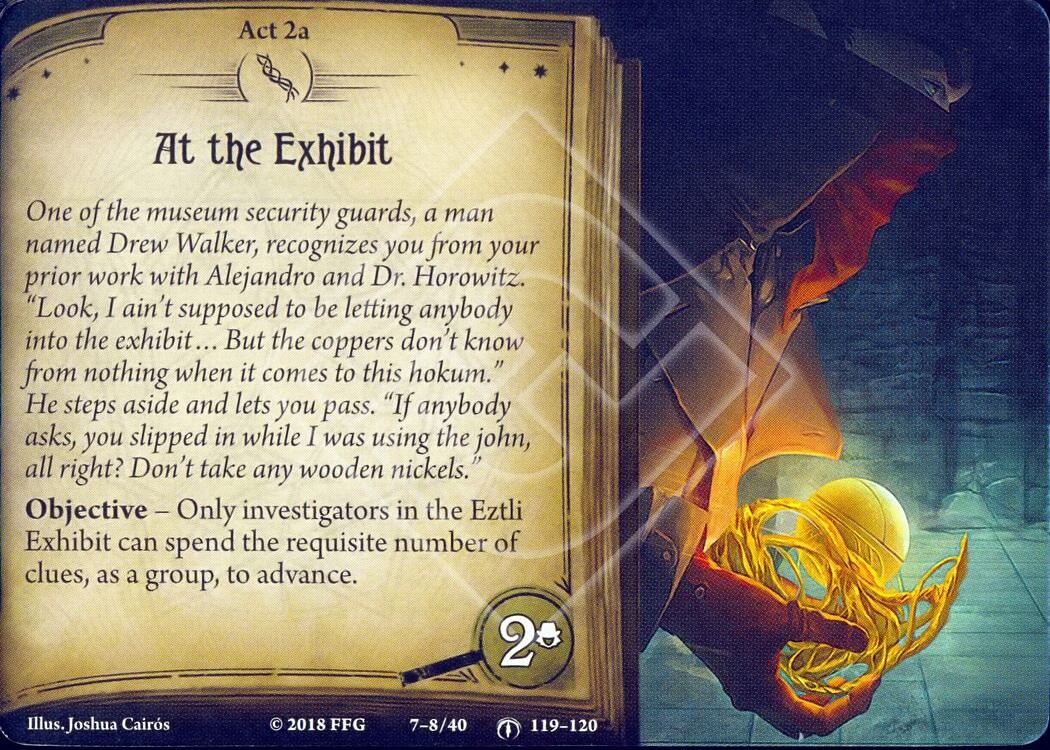 Act 2a
At the Exhibit
One of the museum security guards, a man
named Drew Walker, recognizes you from your
prior work with Alejandro and Dr. Horowitz.
“Look, I ain’t supposed to be letting anybody
into the exhibit… But the coppers don’t know
from nothing when it comes to this hokum.”
He steps aside and lets you pass. “If anybody
asks, you slipped in while I was using the john,
all right? Don’t take any wooden nickels.”
Objective – Only investigators in the Eztli
Exhibit can spend the requisite number of
clues, as a group, to advance.
2
Illus. Joshua Cairós © 2018 FFG 7–8/40 119–120